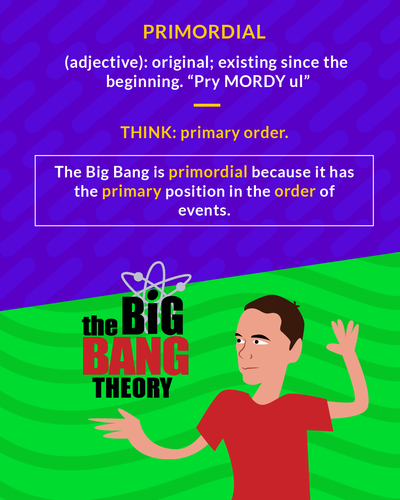 PRIMORDIAL
(adjective): original; existing since the
beginning. “Pry MORDY ul”
THINK: primary order.
The Big Bang is primordial because it has
the primary position in the order of
events.
the BiG
BANG
THEORY